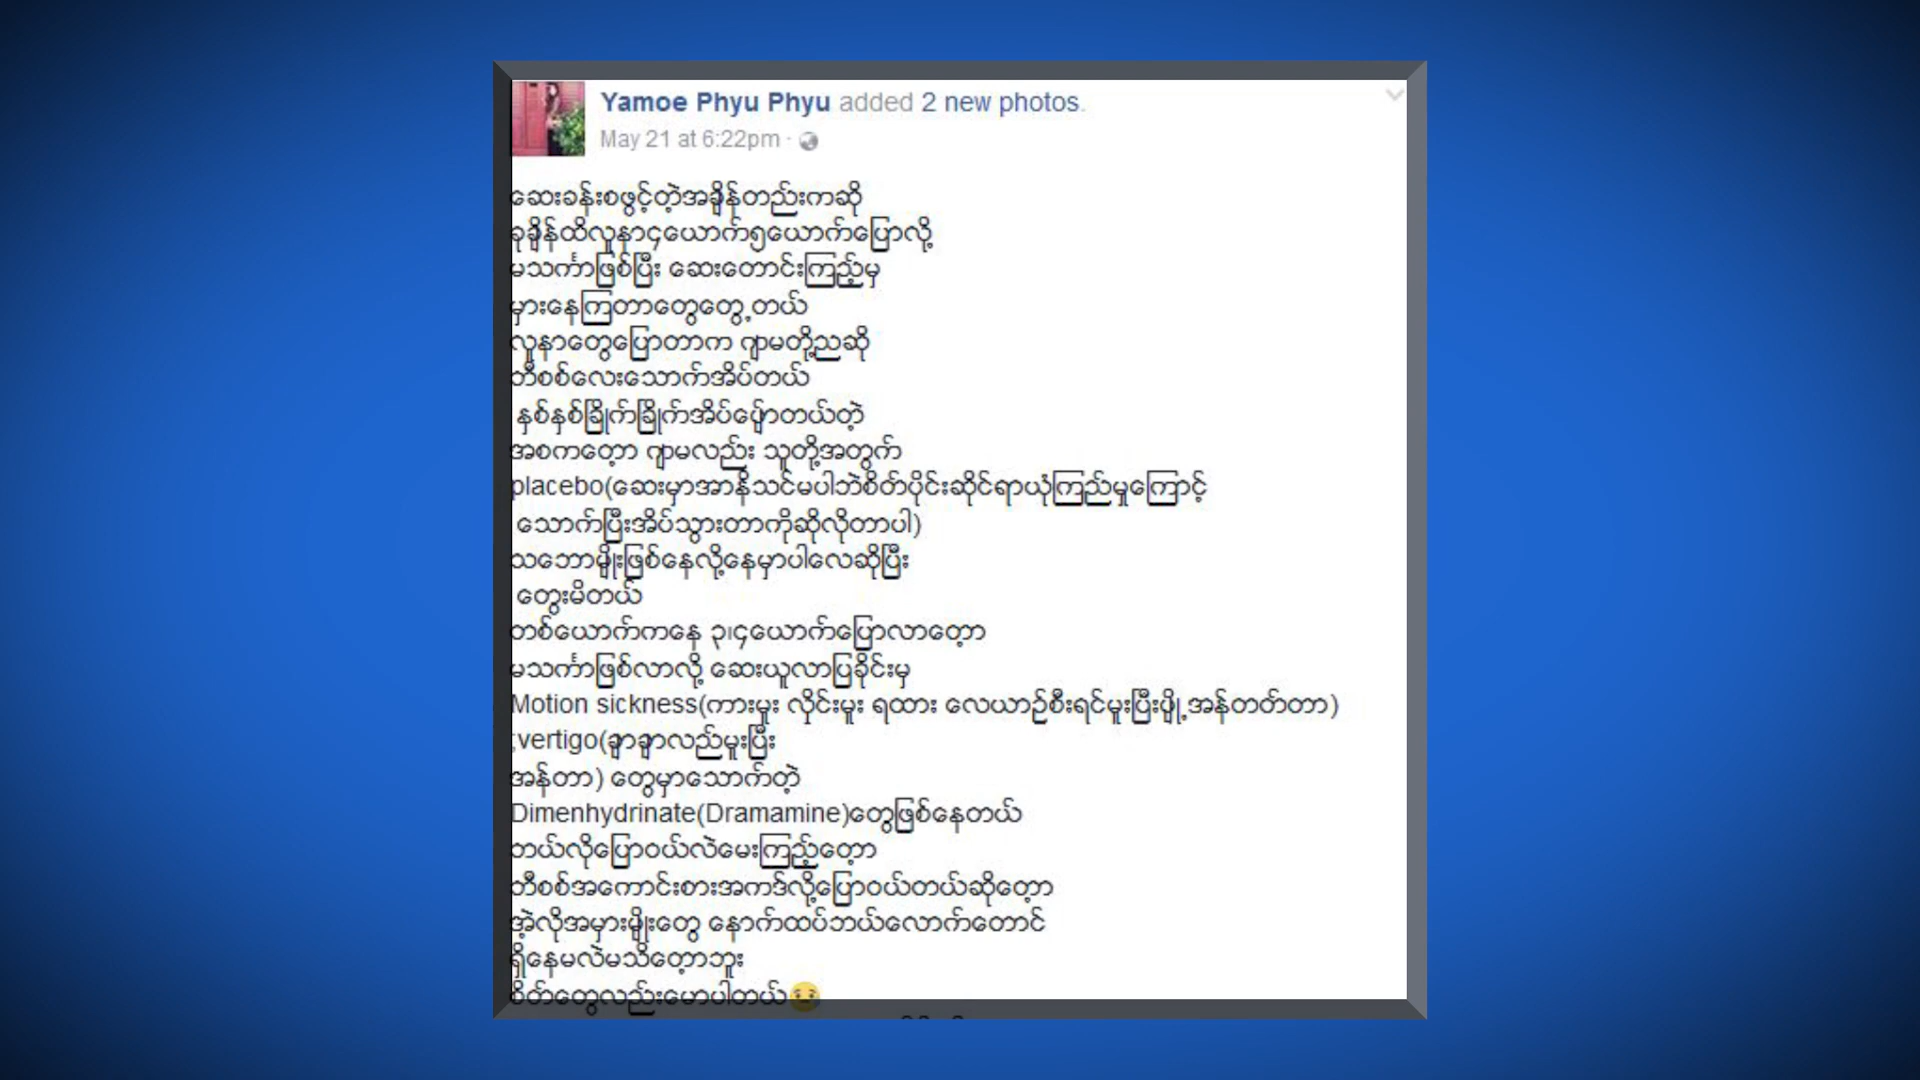 Yamoe Phyu Phyu added 2 new photos.
May 21 at 6:22pm ·
ဆေးခန်းစဖွင့်တဲ့အချိန်တည်းကဆို
ခုချိန်ထိလူနာ၄ယောက်၅ယောက်ပြောလို့
မသင်္ကာဖြစ်ပြီး ဆေးတောင်းကြည့်မှ
မှားနေကြတာတွေတွေ့တယ်
လူနာတွေပြောတာက ဂျာမတို့ညဆို
ဘီစစ်လေးသောက်အိပ်တယ်
နှစ်နှစ်ခြိုက်ခြိုက်အိပ်ပျော်တယ်တဲ့
အစကတော့ ဂျာမလည်း သူတို့အတွက်
placebo(ဆေးမှာအာနိသင်မပါဘဲစိတ်ပိုင်းဆိုင်ရာယုံကြည်မှုကြောင့်
သောက်ပြီးအိပ်သွားတာကိုဆိုလိုတာပါ)
သဘောမျိုးဖြစ်နေလို့နေမှာပါလေဆိုပြီး
တွေးမိတယ်
တစ်ယောက်ကနေ ၃၊၄ယောက်ပြောလာတော့
မသင်္ကာဖြစ်လာလို့ ဆေးယူလာပြခိုင်းမှ
Motion sickness(ကားမူး လှိုင်းမူး ရထား လေယာဉ်စီးရင်မူးပြီးပျို့အန်တတ်တာ)
;vertigo(ချာချာလည်မူးပြီး
အန်တာ) တွေမှာသောက်တဲ့
Dimenhydrinate(Dramamine)တွေဖြစ်နေတယ်
ဘယ်လိုပြောဝယ်လဲမေးကြည့်တော့
ဘီစစ်အကောင်းစားအကဒ်လို့ပြောဝယ်တယ်ဆိုတော့
အဲ့လိုအမှားမျိုးတွေ နောက်ထပ်ဘယ်လောက်တောင်
ရှိနေမလဲမသိတော့ဘူး
စိတ်တွေလည်းမောပါတယ်